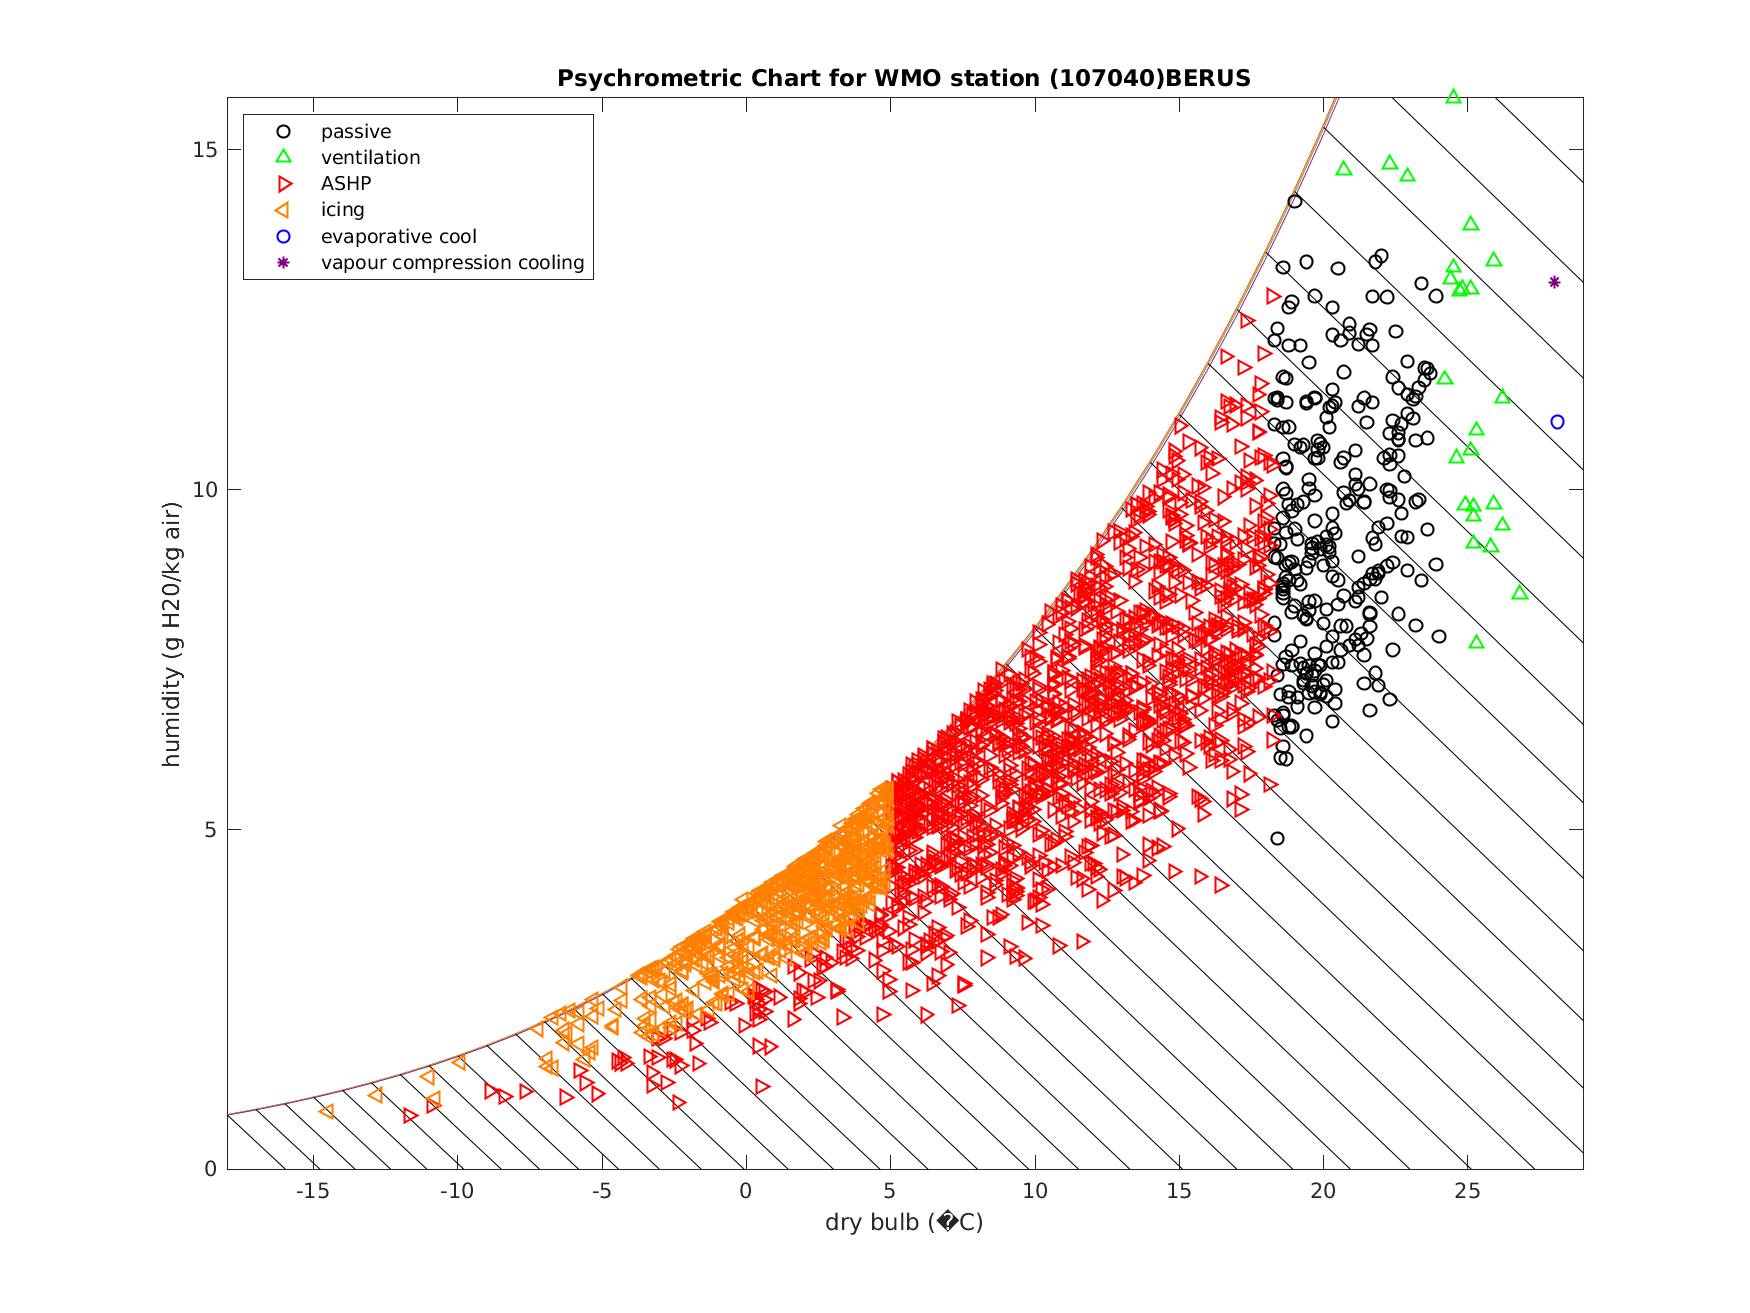 Psychrometric Chart for WMO station (107040)BERUS
passive
ventilation
ASHP
icing
evaporative cool
vapour compression cooling
15
10
5
0
humidity (g H20/kg air)
-15 -10 -5 0 5 10 15 20 25
dry bulb (�C)